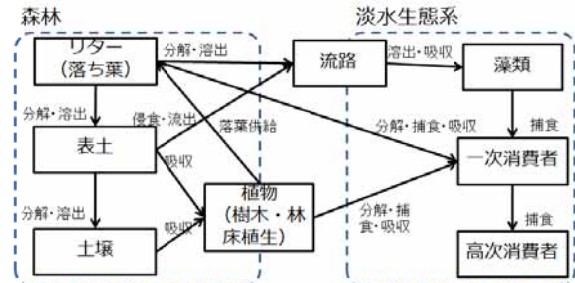 森林
淡水生態系
リター
(落ち葉)
分解・溶出
流路
溶出・吸収
藻類
分解・溶出
侵食・流出
落葉供給
分解・捕食・吸収
捕食
表土
吸収
一次消費者
植物
(樹木・林
床植生)
分解・溶出
吸収
分解・捕
食・吸収
捕食
土壌
高次消費者